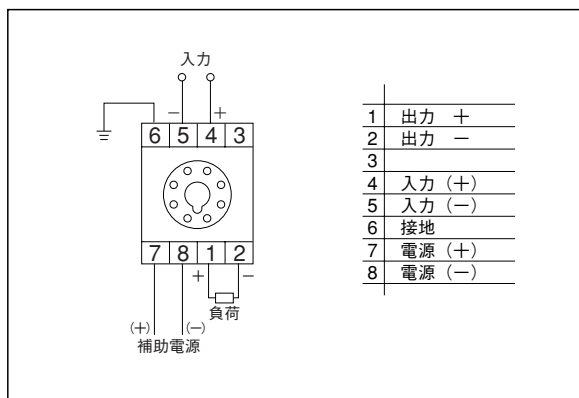 入力
－ ＋
6 5 4 3
7 8 1 2
＋ －
負荷
(＋) (－)
補助電源
1 出力 ＋
2 出力 －
3
4 入力（＋）
5 入力（－）
6 接地
7 電源（＋）
8 電源（－）